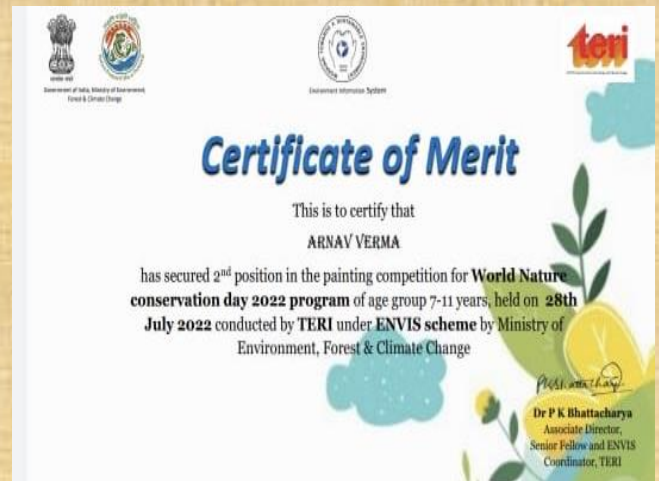 Government of India, Ministry of Environment,
Forest & Climate Change
Environment Information System
teri
Certificate of Merit
This is to certify that
ARNAV VERMA
has secured 2nd position in the painting competition for World Nature
conservation day 2022 program of age group 7-11 years, held on 28th
July 2022 conducted by TERI under ENVIS scheme by Ministry of
Environment, Forest & Climate Change
Dr P K Bhattacharya
Associate Director,
Senior Fellow and ENVIS
Coordinator, TERI